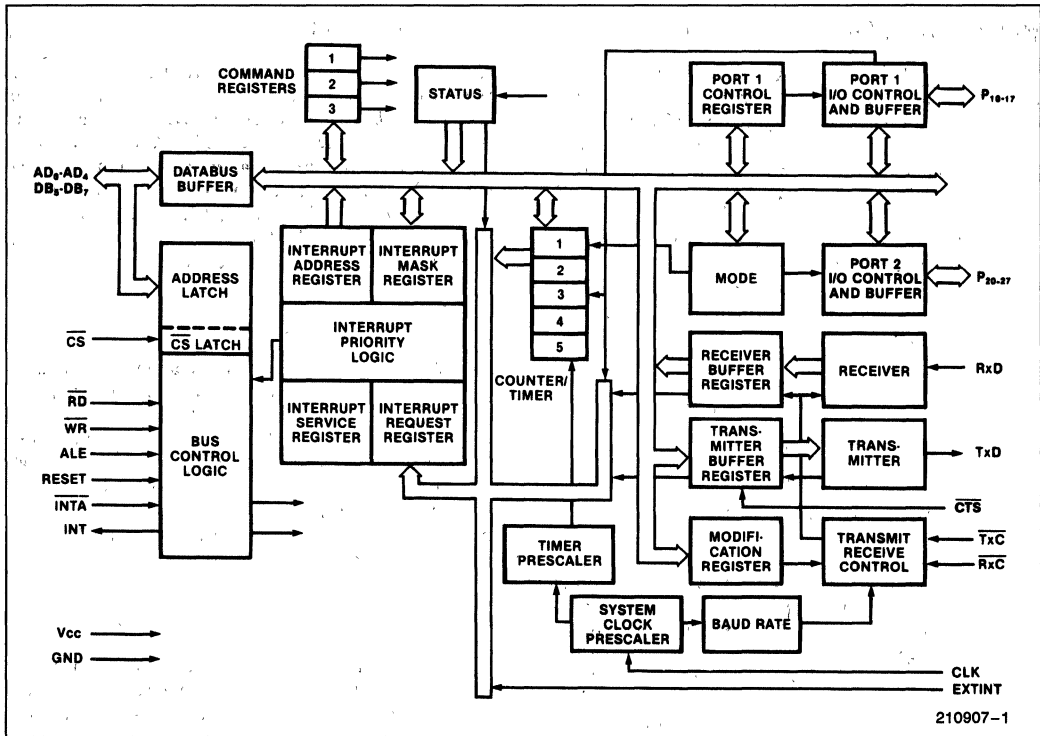 COMMAND
REGISTERS
1
2
3
STATUS
PORT 1
CONTROL
REGISTER
PORT 1
I/O CONTROL
AND BUFFER
P10-17
AD0-AD4
DB5-DB7
DATABUS
BUFFER
ADDRESS
LATCH
CS LATCH
BUS
CONTROL
LOGIC
CS
RD
WR
ALE
RESET
INTA
INT
INTERRUPT
ADDRESS
REGISTER
INTERRUPT
MASK
REGISTER
INTERRUPT
PRIORITY
LOGIC
INTERRUPT
SERVICE
REGISTER
INTERRUPT
REQUEST
REGISTER
1
2
3
4
5
COUNTER/
TIMER
MODE
PORT 2
I/O CONTROL
AND BUFFER
P20-27
RECEIVER
BUFFER
REGISTER
RECEIVER
RxD
TRANS-
MITTER
BUFFER
REGISTER
TRANS-
MITTER
TxD
CTS
MODIFI-
CATION
REGISTER
TRANSMIT
RECEIVE
CONTROL
TxC
RxC
TIMER
PRESCALER
SYSTEM
CLOCK
PRESCALER
BAUD RATE
Vcc
GND
CLK
EXTINT
210907-1